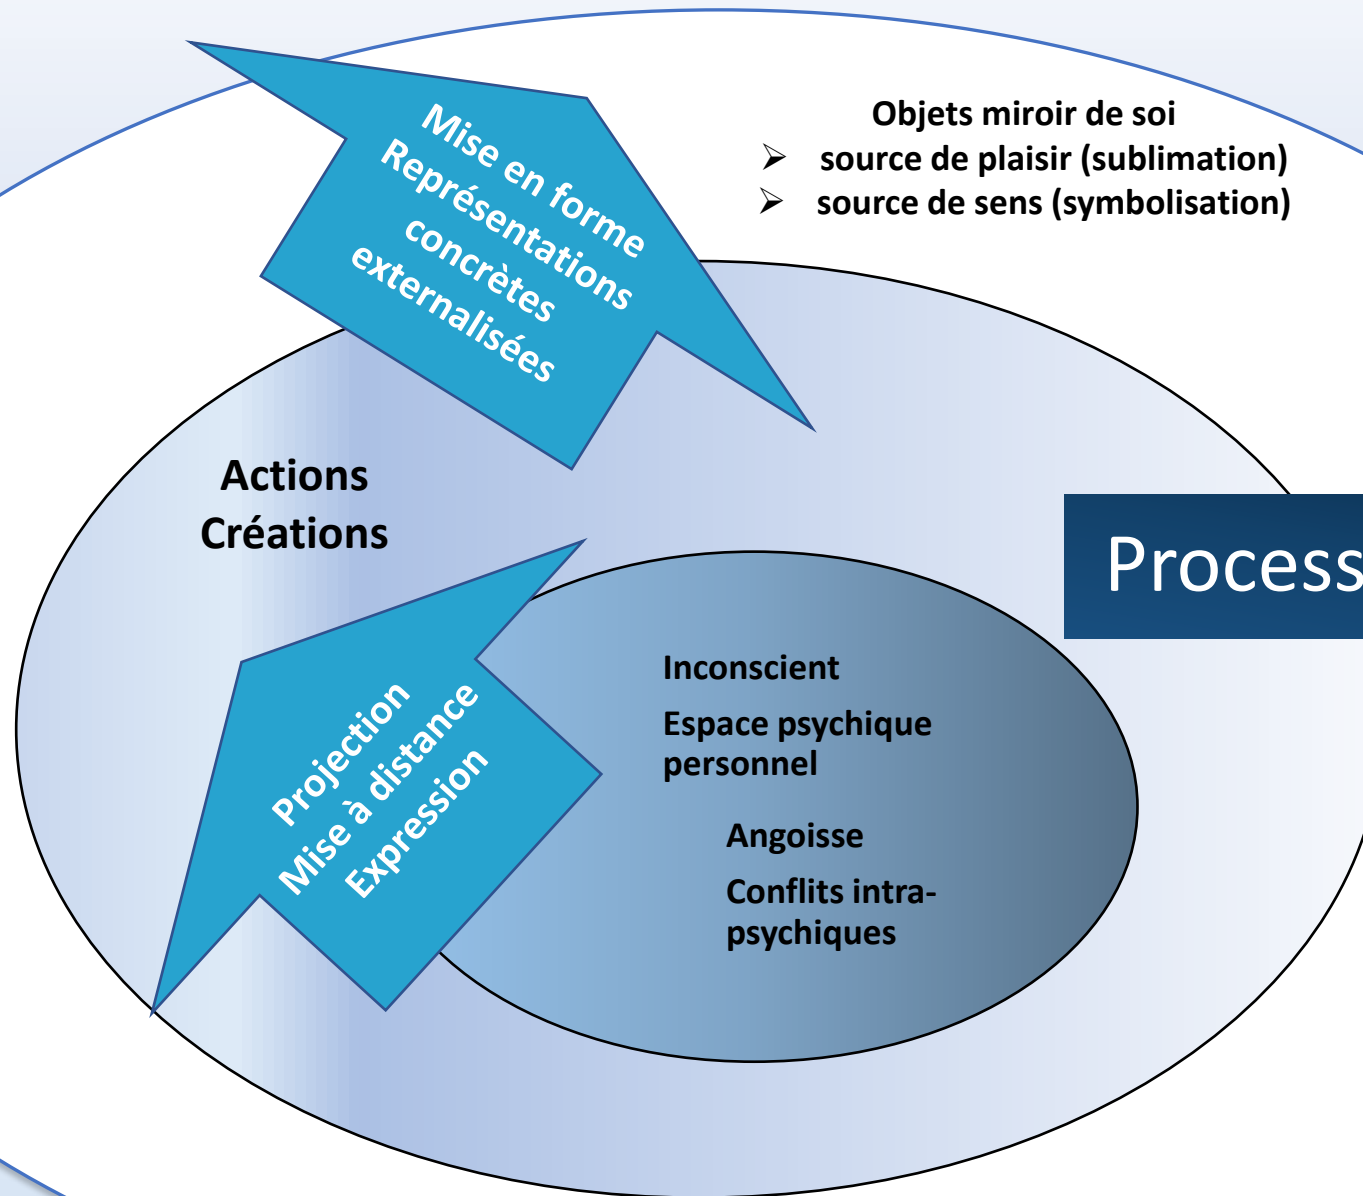 Mise en forme
Représentations
concrètes
externalisées
Objets miroir de soi
➢ source de plaisir (sublimation)
➢ source de sens (symbolisation)
Actions
Créations
Process
Projection
Mise à distance
Expression
Inconscient
Espace psychique
personnel
Angoisse
Conflits intra-
psychiques